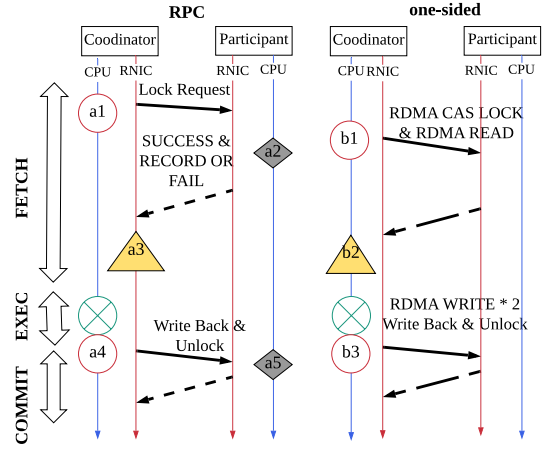 RPC
one-sided
Coodinator
Participant
Coodinator
Participant
CPU
RNIC
RNIC
CPU
CPU
RNIC
RNIC
CPU
Lock Request
a1
RDMA CAS LOCK
& RDMA READ
b1
SUCCESS &
RECORD OR
FAIL
a2
FETCH
a3
b2
EXEC
RDMA WRITE * 2
Write Back & Unlock
Write Back &
Unlock
a4
a5
b3
COMMIT